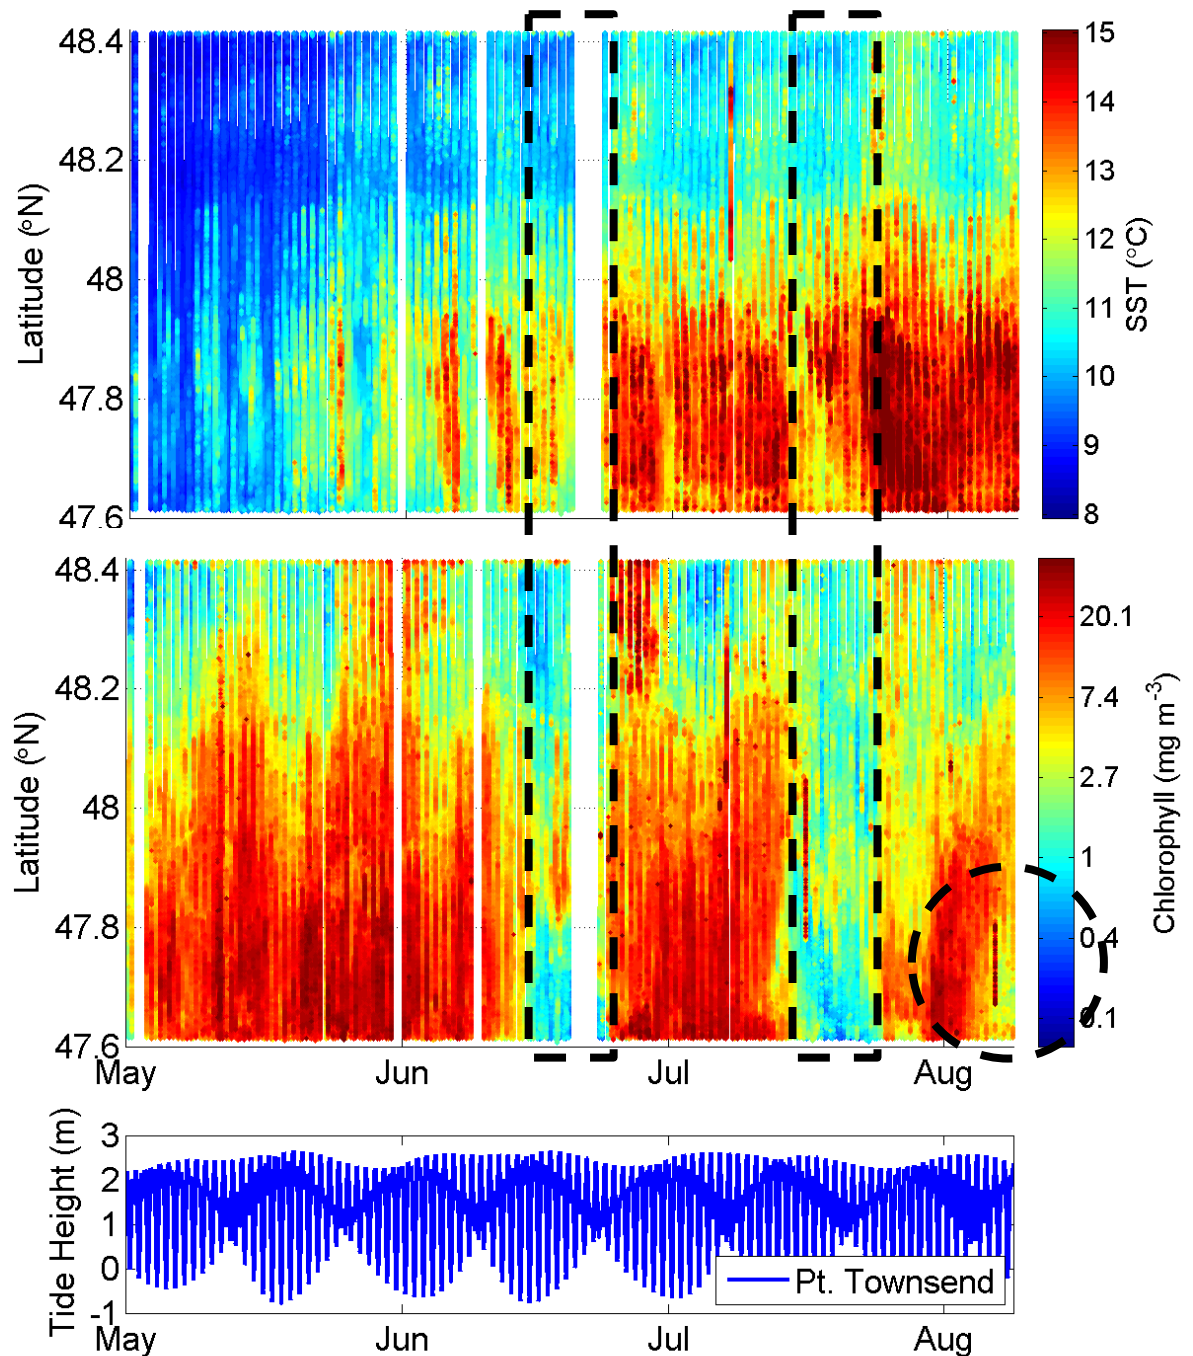 48.4
48.2
48
47.8
47.6
Latitude (°N)
15
14
13
12
11
10
9
8
SST (°C)
48.4
48.2
48
47.8
47.6
Latitude (°N)
May
Jun
Jul
Aug
20.1
7.4
2.7
1
0.4
0.1
Chlorophyll (mg m⁻³)
3
2
1
0
-1
Tide Height (m)
Pt. Townsend
May
Jun
Jul
Aug